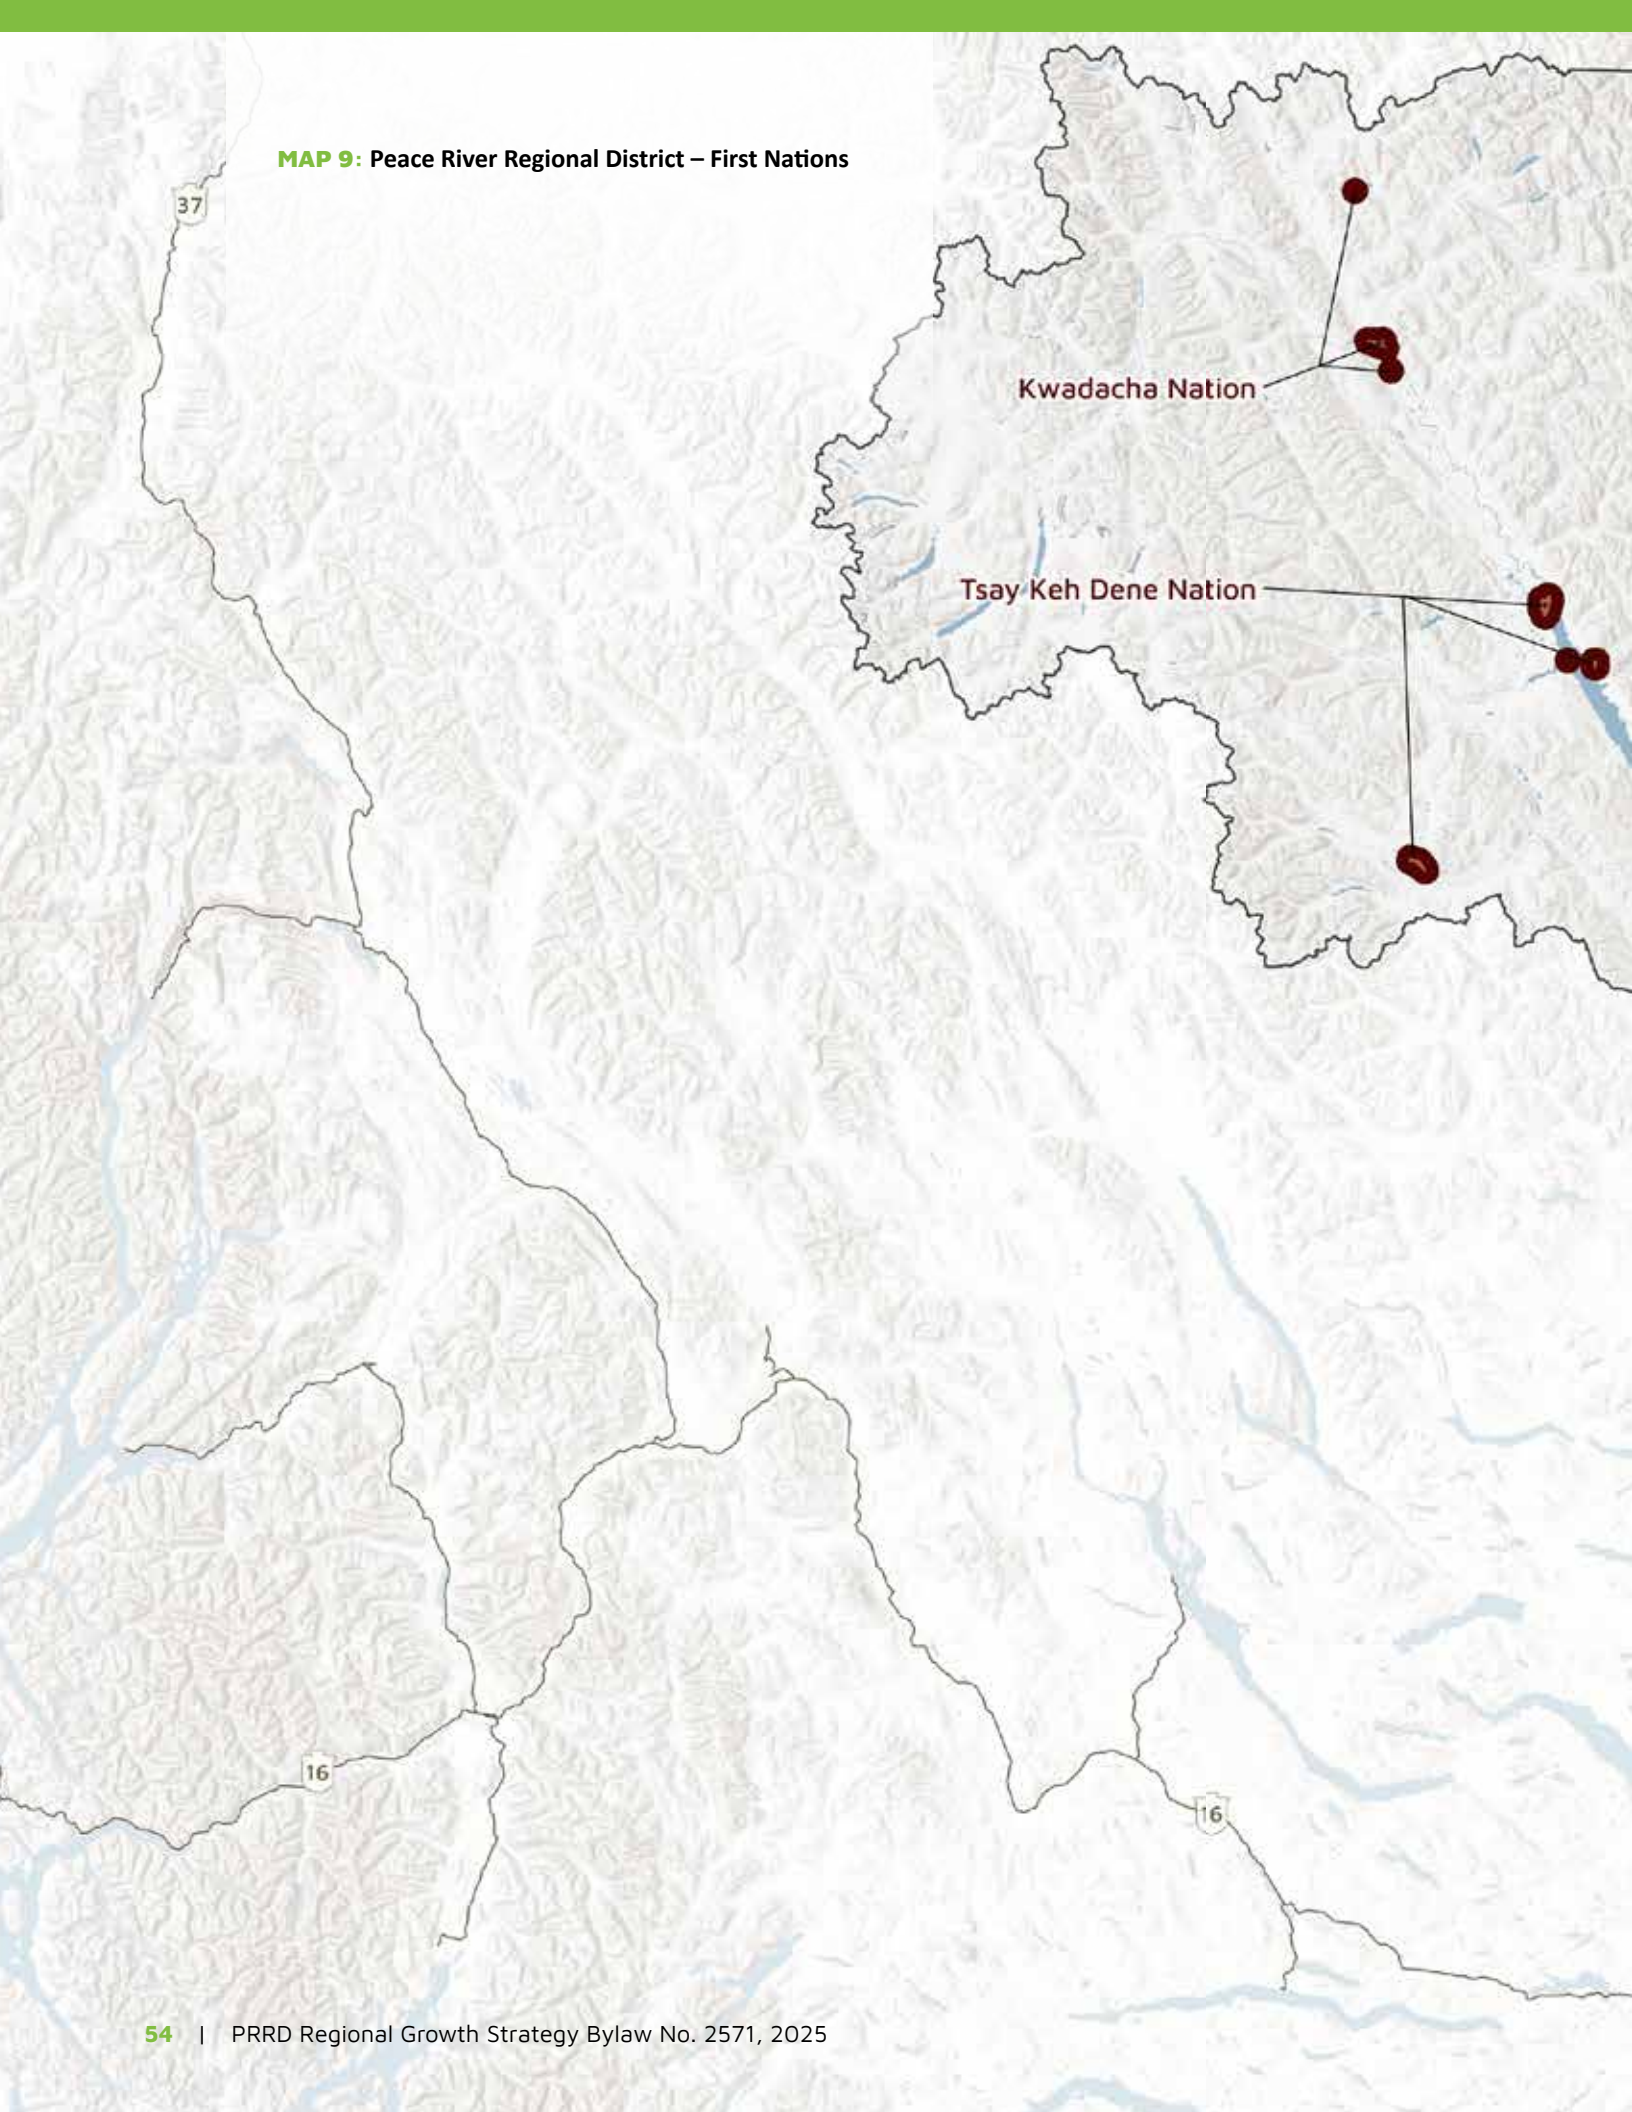 MAP 9: Peace River Regional District – First Nations
37
Kwadacha Nation
Tsay Keh Dene Nation
16
16
54 | PRRD Regional Growth Strategy Bylaw No. 2571, 2025